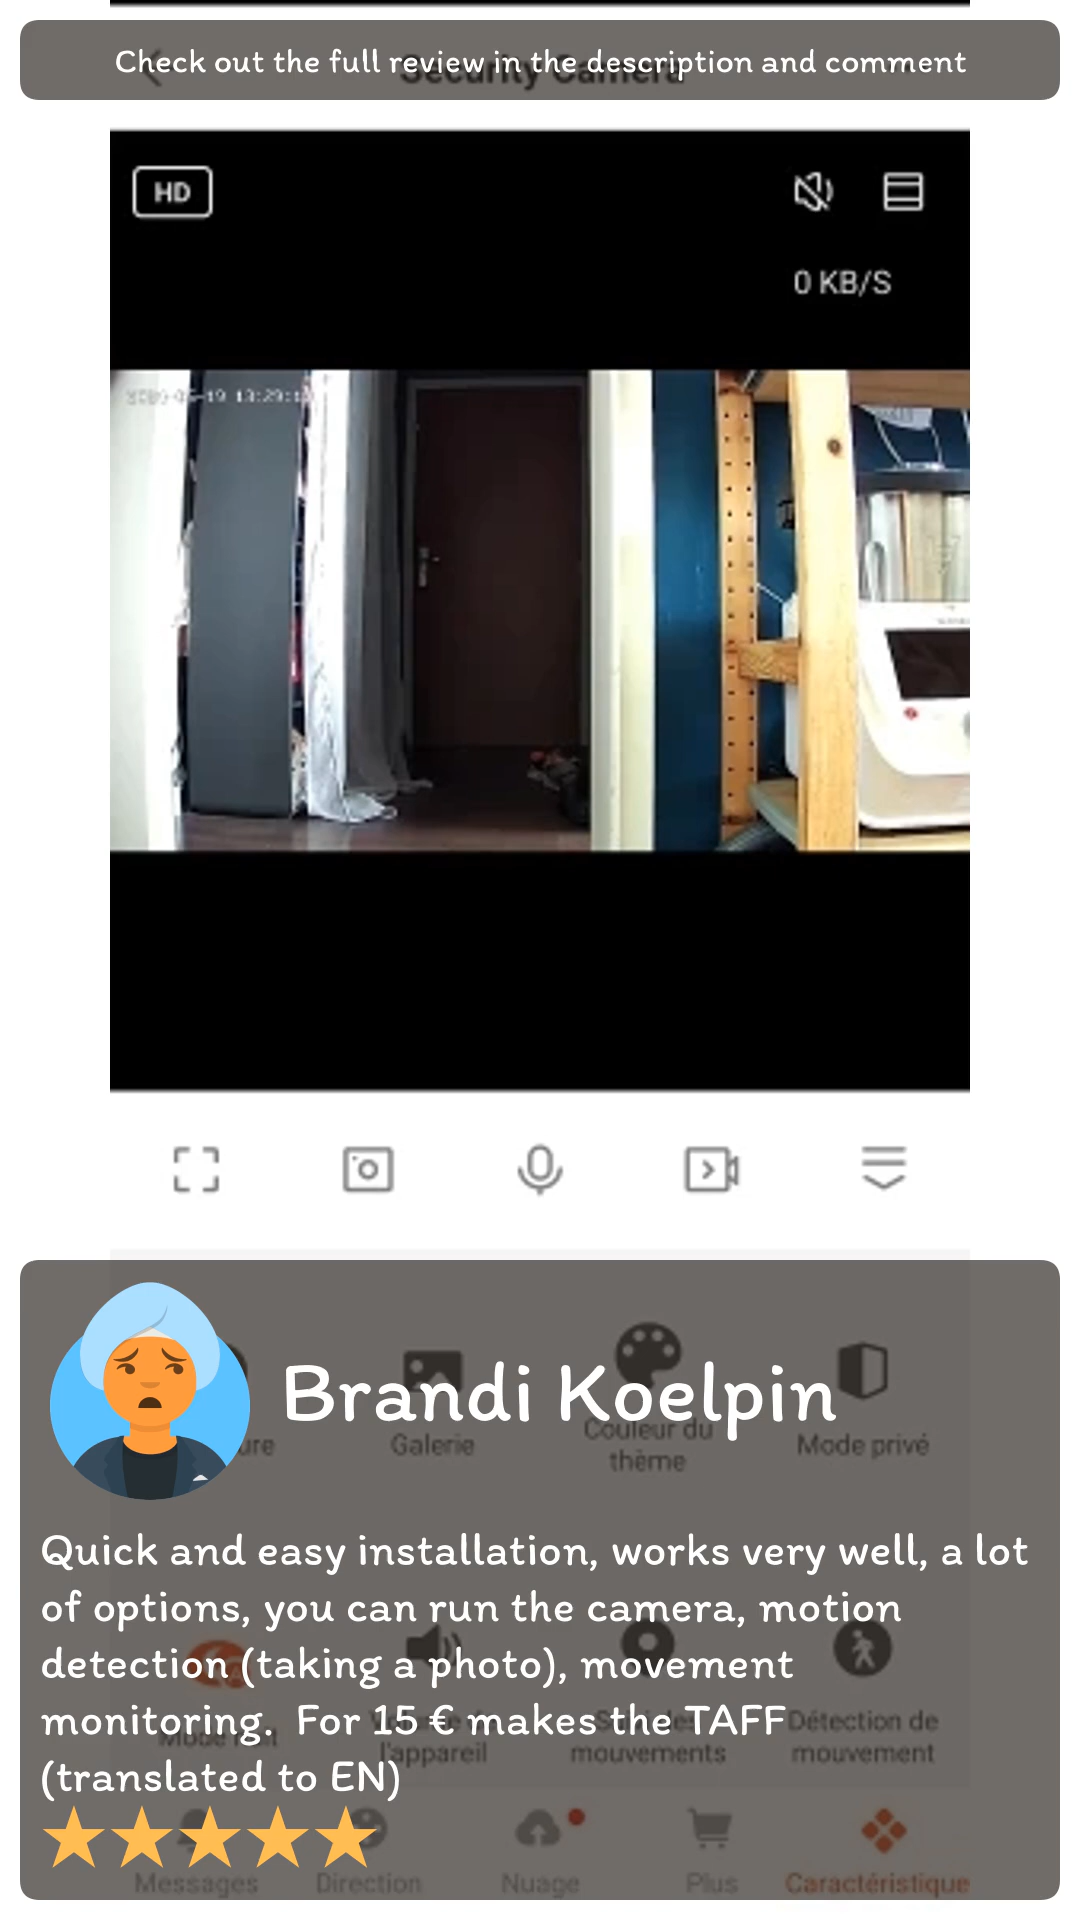 Check out the full review in the description and comment
Security Camera
HD
0 KB/S
Brandi Koelpin
Galerie
Couleur du
thème
Mode privé
Quick and easy installation, works very well, a lot
of options, you can run the camera, motion
detection (taking a photo), movement
monitoring.  For 15 € makes the TAFF
(translated to EN)
l'appareil
mouvements
Détection de
mouvement
Messages
Direction
Nuage
Plus
Caractéristique